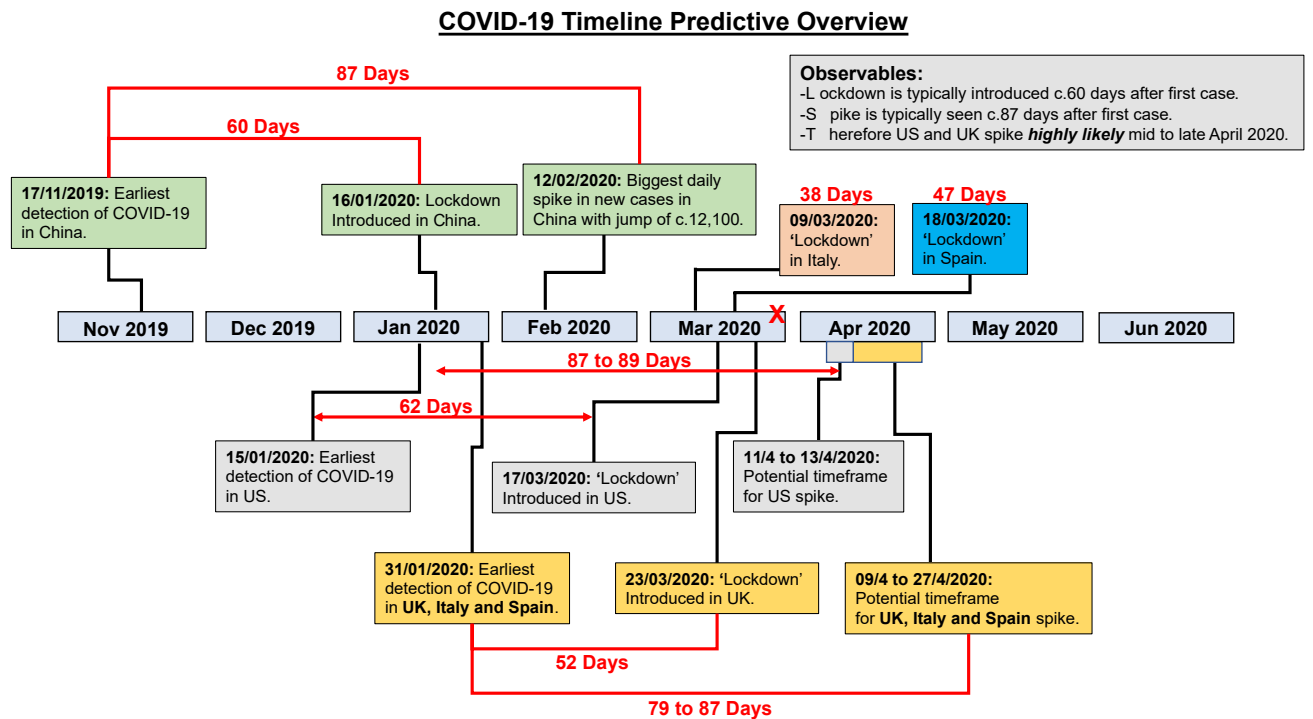 COVID-19 Timeline Predictive Overview
87 Days
60 Days
Observables:
-L ockdown is typically introduced c.60 days after first case.
-S pike is typically seen c.87 days after first case.
-T herefore US and UK spike highly likely mid to late April 2020.
17/11/2019: Earliest
detection of COVID-19
in China.
16/01/2020: Lockdown
Introduced in China.
12/02/2020: Biggest daily
spike in new cases in
China with jump of c.12,100.
38 Days
09/03/2020:
‘Lockdown’
in Italy.
47 Days
18/03/2020:
‘Lockdown’
in Spain.
X
Nov 2019
Dec 2019
Jan 2020
Feb 2020
Mar 2020
Apr 2020
May 2020
Jun 2020
87 to 89 Days
62 Days
15/01/2020: Earliest
detection of COVID-19
in US.
17/03/2020: ‘Lockdown’
Introduced in US.
11/4 to 13/4/2020:
Potential timeframe
for US spike.
31/01/2020: Earliest
detection of COVID-19
in UK, Italy and Spain.
23/03/2020: ‘Lockdown’
Introduced in UK.
09/4 to 27/4/2020:
Potential timeframe
for UK, Italy and Spain spike.
52 Days
79 to 87 Days